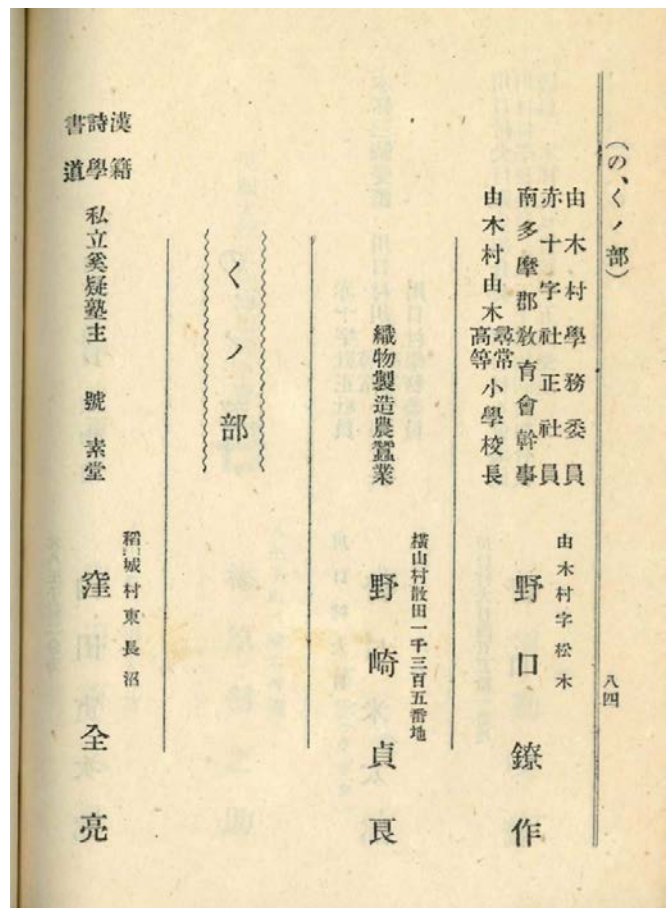 (の、くノ部)
八四
由木村學務委員
赤十字社正社員
南多摩郡教育會幹事
由木村由木尋常高等小學校長
由木村字松木
野口鐐作
織物製造農蠶業
橫山村散田一千三百五番地
野崎貞良
くノ部
漢籍
詩學
書道
私立奚疑塾主 號素堂
稻城村東長沼
窪全亮